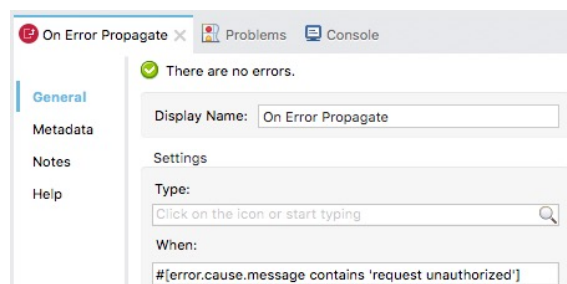 On Error Propagate Problems Console
There are no errors.
General
Display Name: On Error Propagate
Metadata
Notes
Settings
Help
Type:
Click on the icon or start typing
When:
#[error.cause.message contains 'request unauthorized']